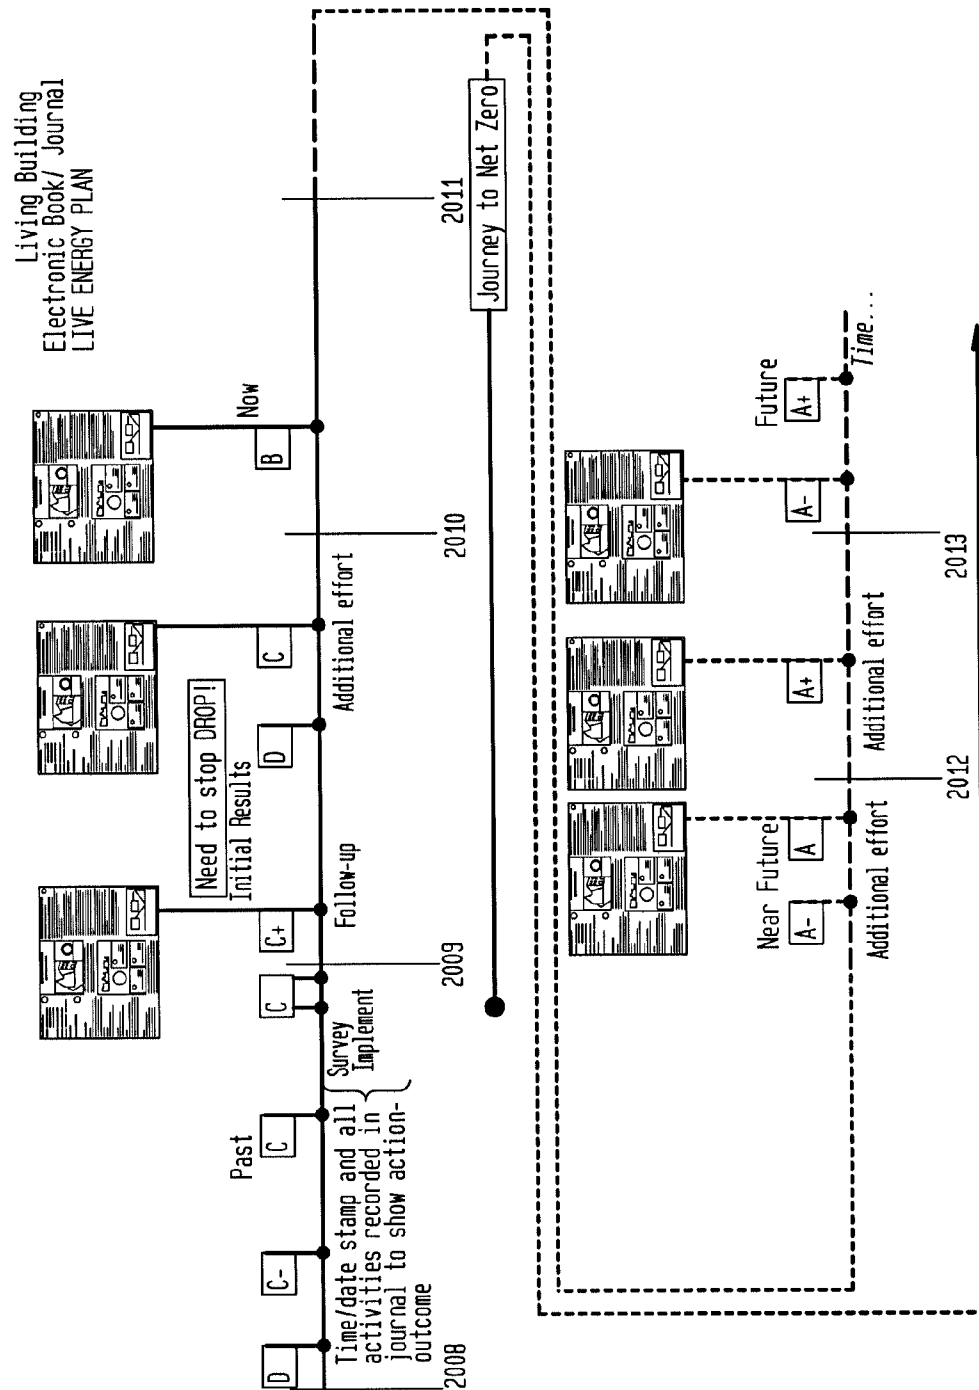 Living Building
Electronic Book/ Journal
LIVE ENERGY PLAN
Past
Now
Need to stop DROP!
Initial Results
D
C-
C
C
C+
D
C
B
Survey
Implement
Follow-up
Additional effort
Time/date stamp and all
activities recorded in
journal to show action-
outcome
2008
2009
2010
2011
Journey to Net Zero
Near Future
Future
A-
A
A+
A-
A+
Time...
Additional effort
Additional effort
2012
2013